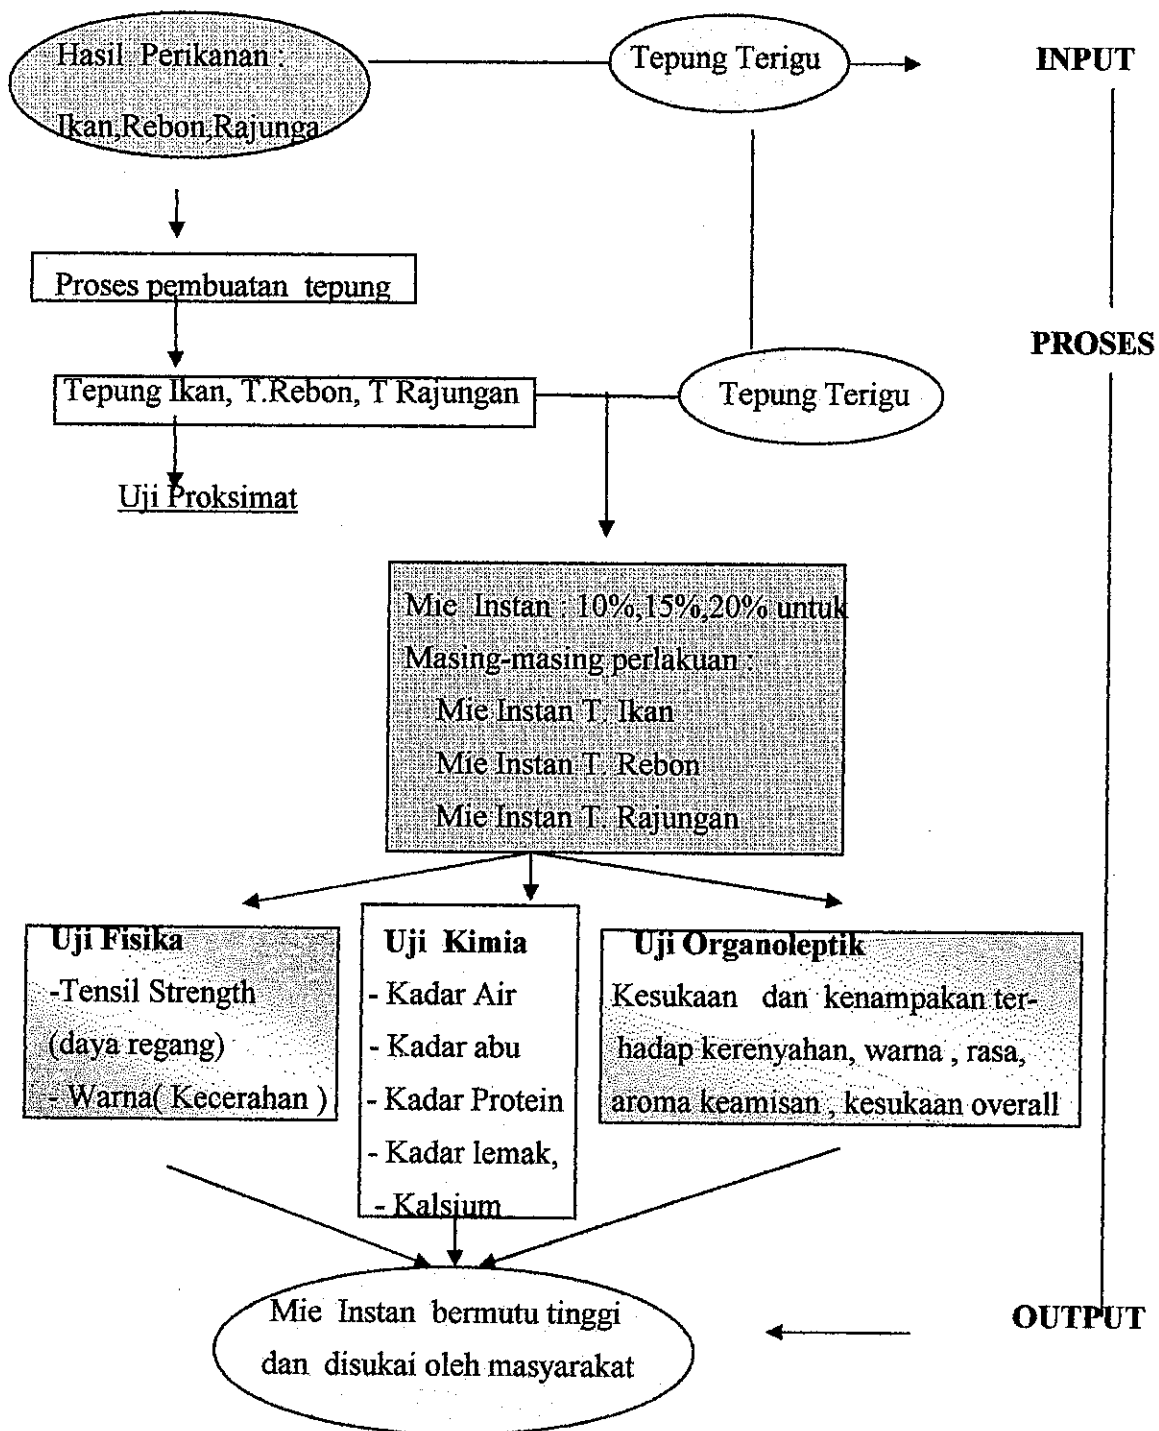 Hasil Perikanan :
Ikan,Rebon,Rajunga
Tepung Terigu
INPUT
Proses pembuatan tepung
PROSES
Tepung Ikan, T.Rebon, T Rajungan
Tepung Terigu
Uji Proksimat
Mie Instan : 10%,15%,20% untuk
Masing-masing perlakuan :
Mie Instan T. Ikan
Mie Instan T. Rebon
Mie Instan T. Rajungan
Uji Fisika
-Tensil Strength
(daya regang)
- Warna( Kecerahan )
Uji Kimia
- Kadar Air
- Kadar abu
- Kadar Protein
- Kadar lemak,
- Kalsium
Uji Organoleptik
Kesukaan dan kenampakan ter-
hadap kerenyahan, warna , rasa,
aroma keamisan , kesukaan overall
Mie Instan bermutu tinggi
dan disukai oleh masyarakat
OUTPUT